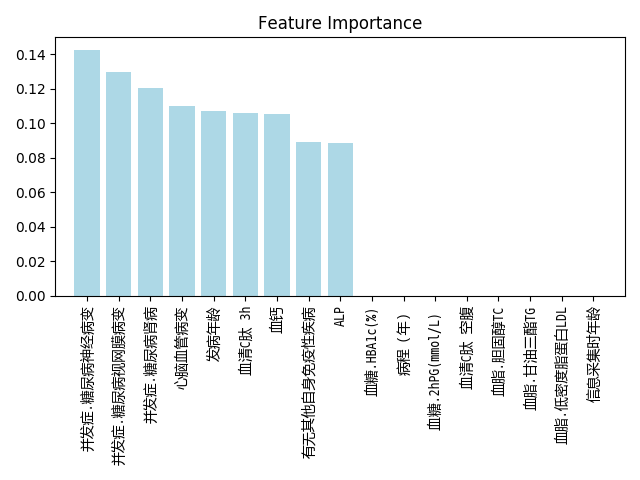 Feature Importance
0.14
0.12
0.10
0.08
0.06
0.04
0.02
0.00
并发症.糖尿病神经病变
并发症.糖尿病视网膜病变
并发症.糖尿病肾病
心脑血管病变
发病年龄
血清C肽 3h
血钙
有无其他自身免疫性疾病
ALP
血糖.HBA1c(%)
病程（年）
血糖.2hPG(mmol/L)
血清C肽 空腹
血脂.胆固醇TC
血脂.甘油三酯TG
血脂.低密度脂蛋白LDL
信息采集时年龄